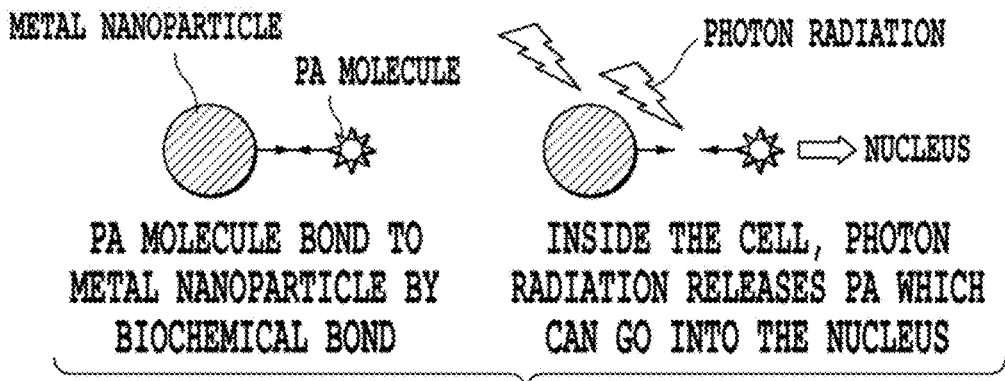 METAL NANOPARTICLE
PA MOLECULE
PHOTON RADIATION
NUCLEUS
PA MOLECULE BOND TO
METAL NANOPARTICLE BY
BIOCHEMICAL BOND
INSIDE THE CELL, PHOTON
RADIATION RELEASES PA WHICH
CAN GO INTO THE NUCLEUS